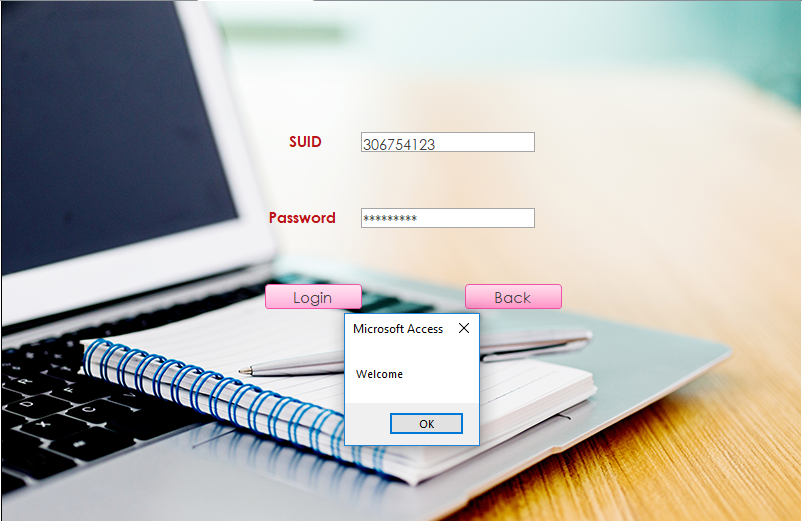 SUID
306754123
Password
*********
Login
Back
Microsoft Access
Welcome
OK